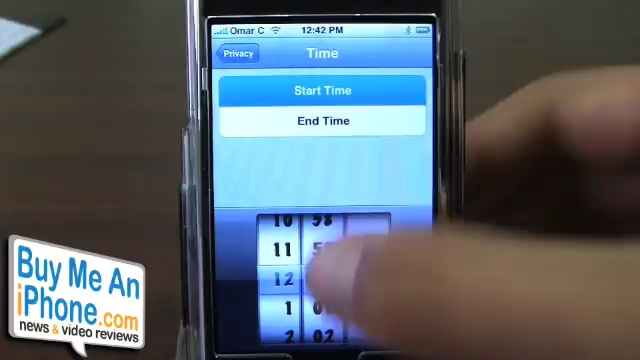 Omar C 12:42 PM
Privacy Time
Start Time
End Time
10 58
11
12
1
2 02
Buy Me An
iPhone.com
news & video reviews